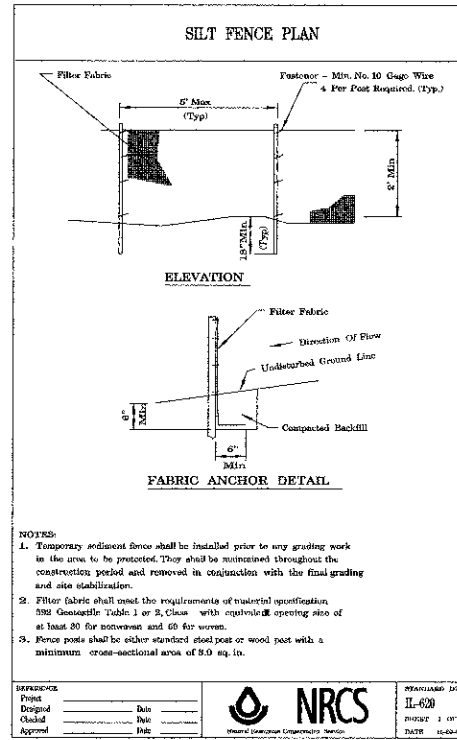 SILT FENCE PLAN
Filter Fabric
Fastener - Min. No. 10 Gage Wire
4 Per Post Required. (Typ.)
5' Max
(Typ)
2' Min
18" Min.
(Typ)
ELEVATION
Filter Fabric
Direction Of Flow
Undisturbed Ground Line
6"
Min
Compacted Backfill
6"
Min
FABRIC ANCHOR DETAIL
NOTES:
1. Temporary sediment fence shall be installed prior to any grading work
in the area to be protected. They shall be maintained throughout the
construction period and removed in conjunction with the final grading
and site stabilization.
2. Filter fabric shall meet the requirements of material specification
592 Geotextile Table 1 or 2, Class with equivalent opening size of
at least 30 for nonwoven and 50 for woven.
3. Fence posts shall be either standard steel post or wood post with a
minimum cross-sectional area of 3.0 sq. in.
REFERENCE
Project
Designed Date
Checked Date
Approved Date
NRCS
Natural Resources Conservation Service
STANDARD
IL-620
SHEET 1 OF
DATE